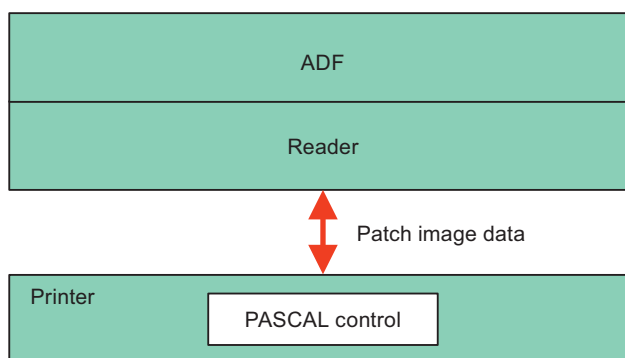 ADF
Reader
Patch image data
Printer
PASCAL control